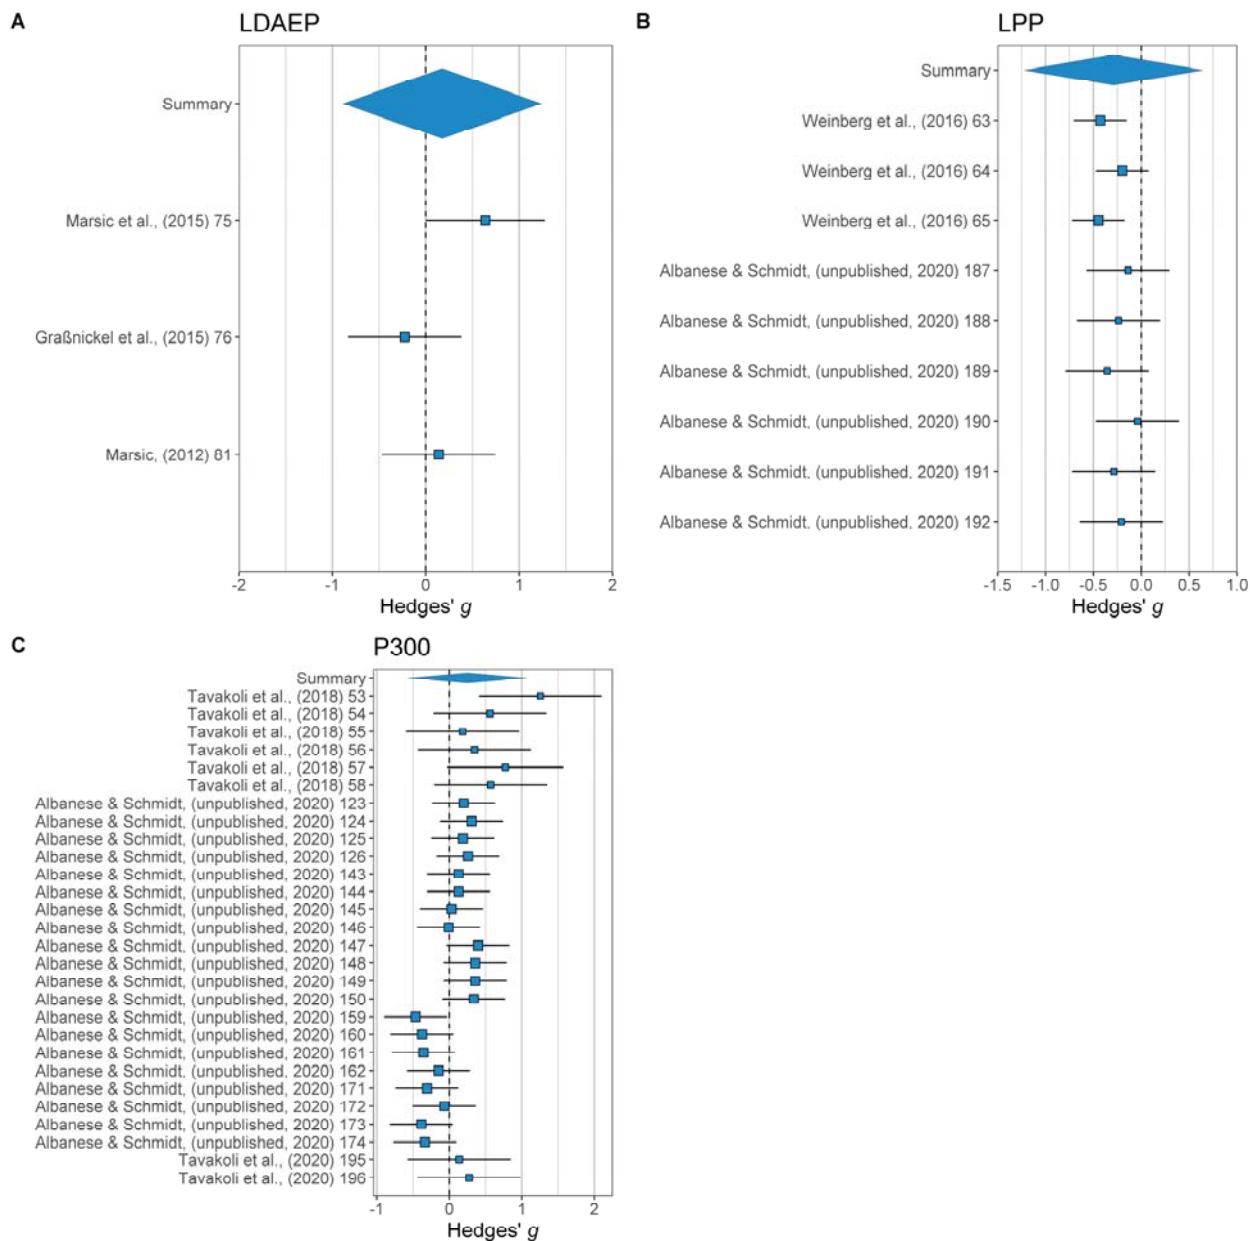 A
LDAEP
Summary
Marsic et al., (2015) 75
Graßnickel et al., (2015) 76
Marsic, (2012) 81
-2 -1 0 1 2
Hedges' g
B
LPP
Summary
Weinberg et al., (2016) 63
Weinberg et al., (2016) 64
Weinberg et al., (2016) 65
Albanese & Schmidt, (unpublished, 2020) 187
Albanese & Schmidt, (unpublished, 2020) 188
Albanese & Schmidt, (unpublished, 2020) 189
Albanese & Schmidt, (unpublished, 2020) 190
Albanese & Schmidt, (unpublished, 2020) 191
Albanese & Schmidt, (unpublished, 2020) 192
-1.5 -1.0 -0.5 0.0 0.5 1.0
Hedges' g
C
P300
Summary
Tavakoli et al., (2018) 53
Tavakoli et al., (2018) 54
Tavakoli et al., (2018) 55
Tavakoli et al., (2018) 56
Tavakoli et al., (2018) 57
Tavakoli et al., (2018) 58
Albanese & Schmidt, (unpublished, 2020) 123
Albanese & Schmidt, (unpublished, 2020) 124
Albanese & Schmidt, (unpublished, 2020) 125
Albanese & Schmidt, (unpublished, 2020) 126
Albanese & Schmidt, (unpublished, 2020) 143
Albanese & Schmidt, (unpublished, 2020) 144
Albanese & Schmidt, (unpublished, 2020) 145
Albanese & Schmidt, (unpublished, 2020) 146
Albanese & Schmidt, (unpublished, 2020) 147
Albanese & Schmidt, (unpublished, 2020) 148
Albanese & Schmidt, (unpublished, 2020) 149
Albanese & Schmidt, (unpublished, 2020) 150
Albanese & Schmidt, (unpublished, 2020) 159
Albanese & Schmidt, (unpublished, 2020) 160
Albanese & Schmidt, (unpublished, 2020) 161
Albanese & Schmidt, (unpublished, 2020) 162
Albanese & Schmidt, (unpublished, 2020) 171
Albanese & Schmidt, (unpublished, 2020) 172
Albanese & Schmidt, (unpublished, 2020) 173
Albanese & Schmidt, (unpublished, 2020) 174
Tavakoli et al., (2020) 195
Tavakoli et al., (2020) 196
-1 0 1 2
Hedges' g